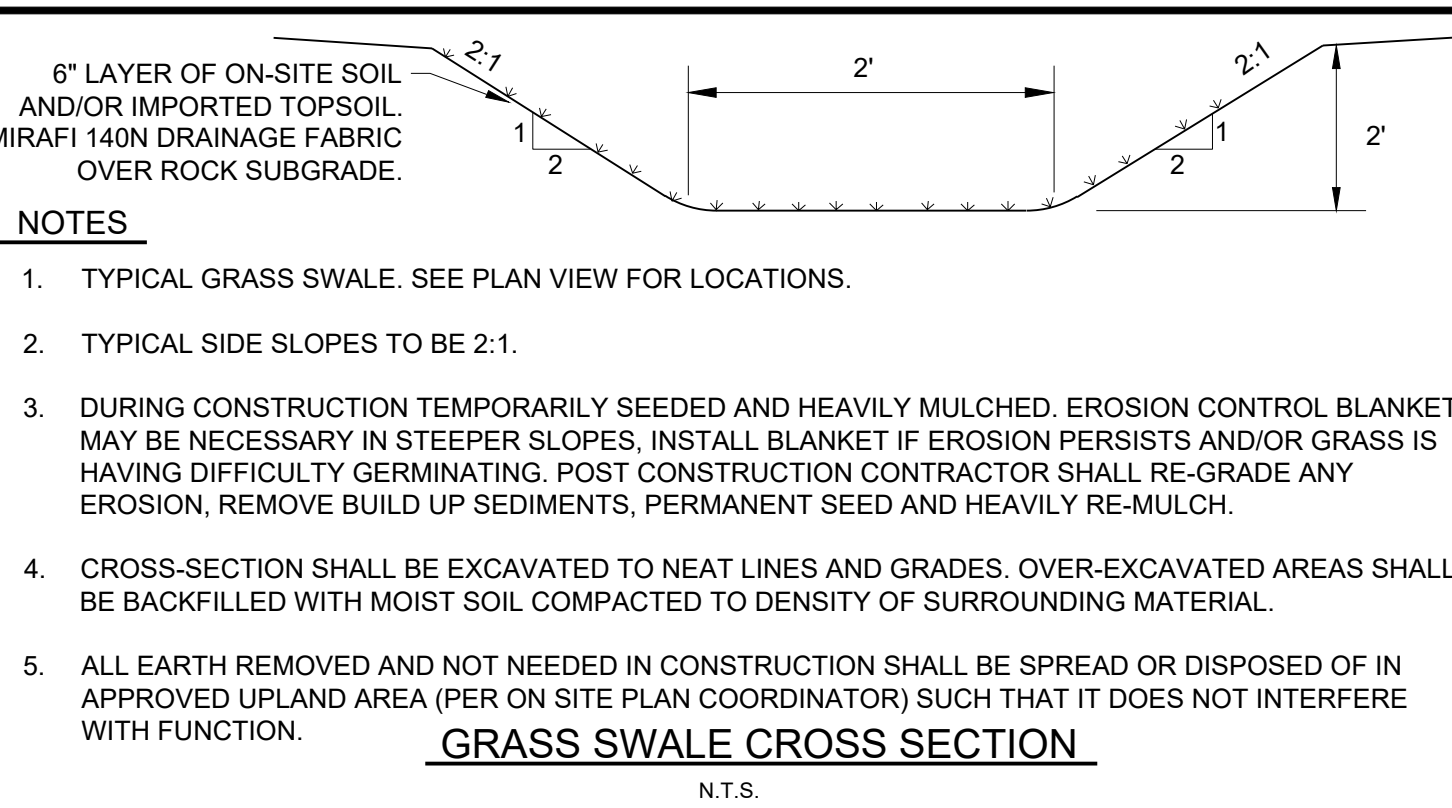 2:1
2'
2:1
6" LAYER OF ON-SITE SOIL
AND/OR IMPORTED TOPSOIL.
MIRAFI 140N DRAINAGE FABRIC
OVER ROCK SUBGRADE.
1
2
1
2
2'
NOTES
1. TYPICAL GRASS SWALE. SEE PLAN VIEW FOR LOCATIONS.
2. TYPICAL SIDE SLOPES TO BE 2:1.
3. DURING CONSTRUCTION TEMPORARILY SEEDED AND HEAVILY MULCHED. EROSION CONTROL BLANKET
MAY BE NECESSARY IN STEEPER SLOPES, INSTALL BLANKET IF EROSION PERSISTS AND/OR GRASS IS
HAVING DIFFICULTY GERMINATING. POST CONSTRUCTION CONTRACTOR SHALL RE-GRADE ANY
EROSION, REMOVE BUILD UP SEDIMENTS, PERMANENT SEED AND HEAVILY RE-MULCH.
4. CROSS-SECTION SHALL BE EXCAVATED TO NEAT LINES AND GRADES. OVER-EXCAVATED AREAS SHALL
BE BACKFILLED WITH MOIST SOIL COMPACTED TO DENSITY OF SURROUNDING MATERIAL.
5. ALL EARTH REMOVED AND NOT NEEDED IN CONSTRUCTION SHALL BE SPREAD OR DISPOSED OF IN
APPROVED UPLAND AREA (PER ON SITE PLAN COORDINATOR) SUCH THAT IT DOES NOT INTERFERE
WITH FUNCTION.
GRASS SWALE CROSS SECTION
N.T.S.